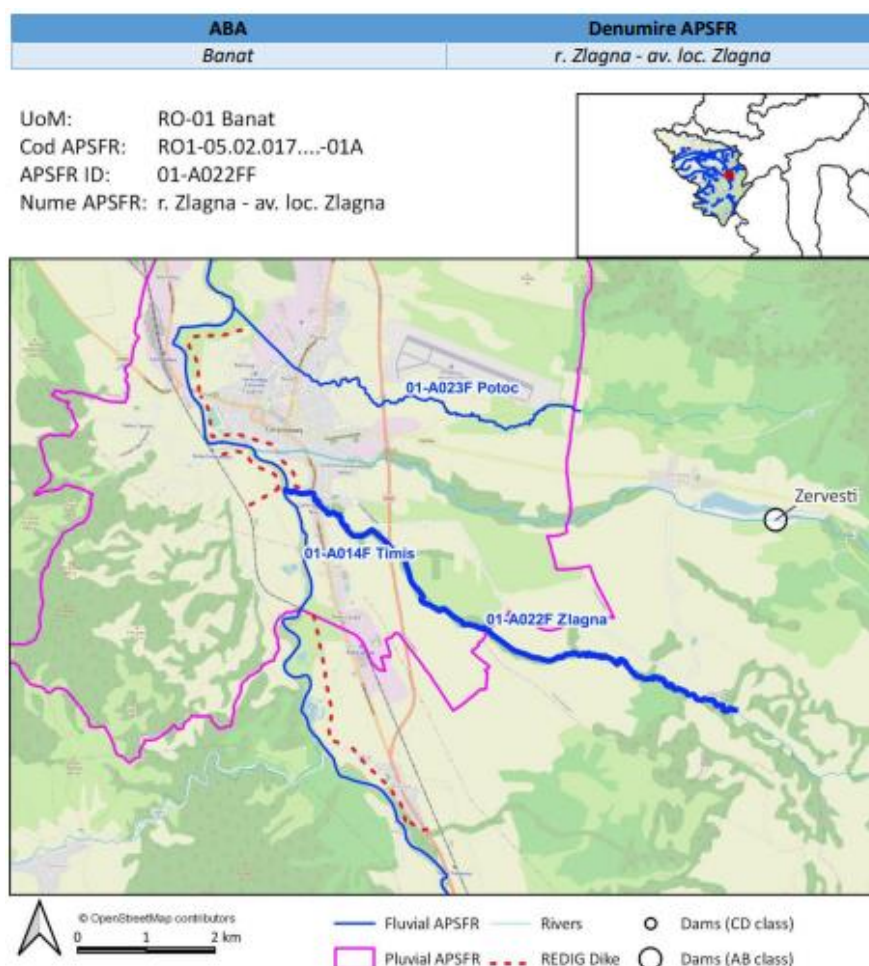 ABA Denumire APSFR
Banat r. Zlagna - av. loc. Zlagna
UoM: RO-01 Banat
Cod APSFR: RO1-05.02.017....-01A
APSFR ID: 01-A022FF
Nume APSFR: r. Zlagna - av. loc. Zlagna
01-A023F Potoc
Zervesti
01-A014F Timis
01-A022F Zlagna
© OpenStreetMap contributors
0 1 2 km
Fluvial APSFR Rivers Dams (CD class)
Pluvial APSFR REDIG Dike Dams (AB class)